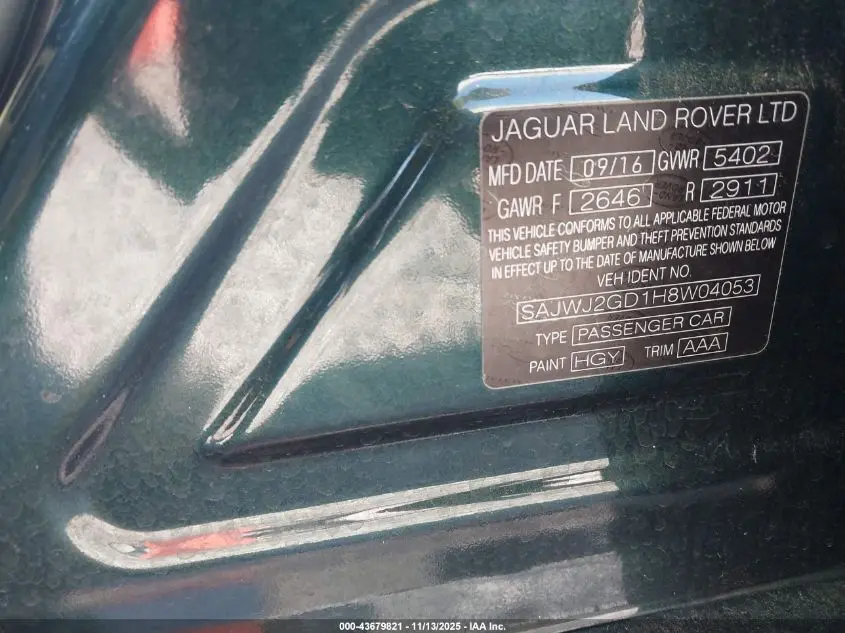 JAGUAR LAND ROVER LTD
MFD DATE 09/16 GVWR 5402
GAWR F 2646 R 2911
THIS VEHICLE CONFORMS TO ALL APPLICABLE FEDERAL MOTOR
VEHICLE SAFETY BUMPER AND THEFT PREVENTION STANDARDS
IN EFFECT UP TO THE DATE OF MANUFACTURE SHOWN BELOW
VEH IDENT NO.
SAJWJ2GD1H8W04053
TYPE PASSENGER CAR
PAINT HGY TRIM AAA
000-43679821 - 11/13/2025 - IAA Inc.